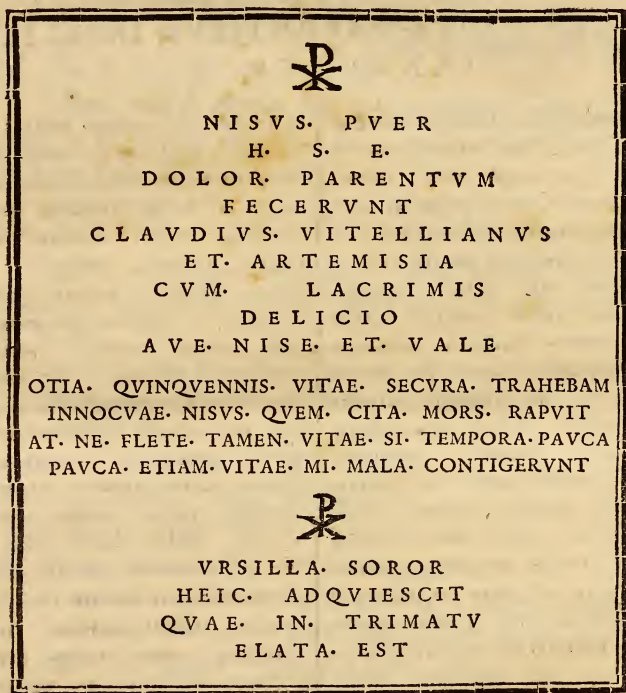 ☧
NISVS· PVER
H· S· E·
DOLOR· PARENTVM
FECERVNT
CLAVDIVS· VITELLIANVS
ET· ARTEMISIA
CVM· LACRIMIS
DELICIO
AVE· NISE· ET· VALE
OTIA· QVINQVENNIS· VITAE· SECVRA· TRAHEBAM
INNOCVAE· NISVS· QVEM· CITA· MORS· RAPVIT
AT· NE· FLETE· TAMEN· VITAE· SI· TEMPORA· PAVCA
PAVCA· ETIAM· VITAE· MI· MALA· CONTIGERVNT
☧
VRSILLA· SOROR
HEIC· ADQVIESCIT
QVAE· IN· TRIMATV
ELATA· EST